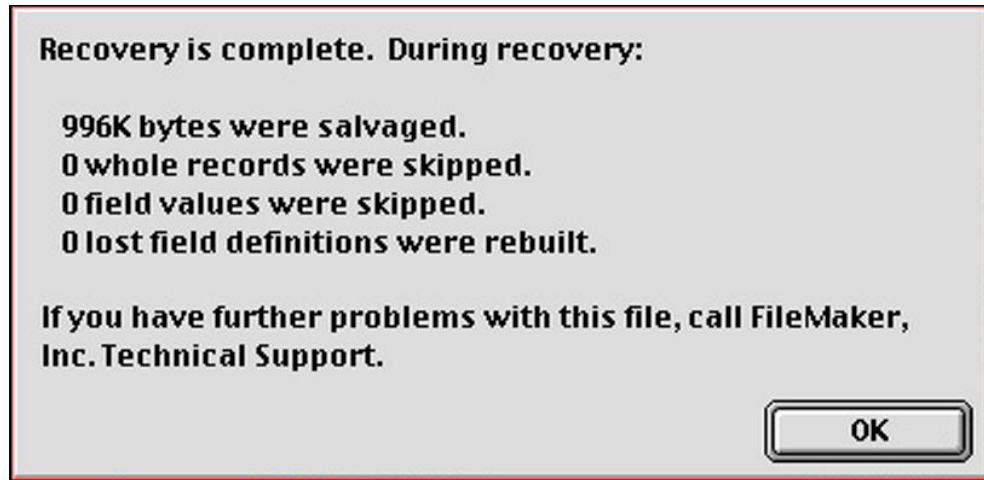 Recovery is complete. During recovery:
996K bytes were salvaged.
0 whole records were skipped.
0 field values were skipped.
0 lost field definitions were rebuilt.
If you have further problems with this file, call FileMaker,
Inc. Technical Support.
OK